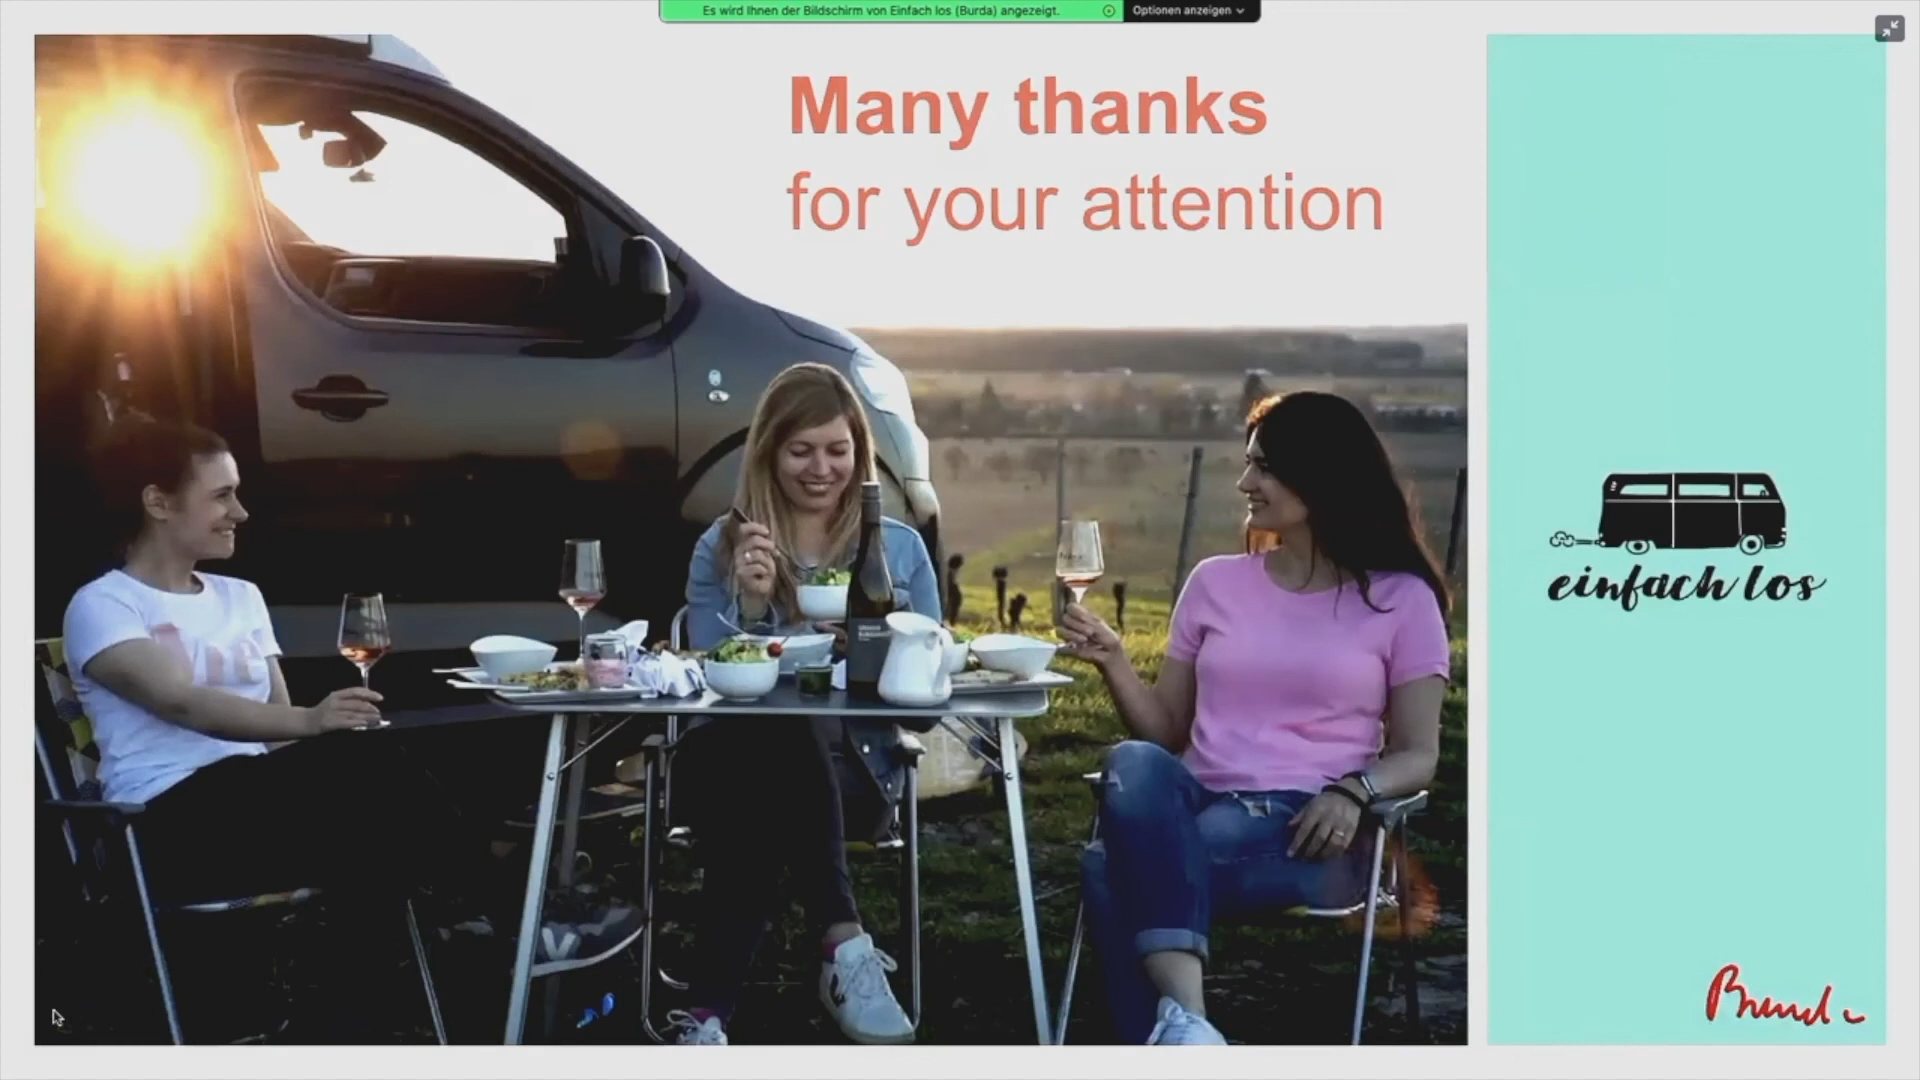 Es wird Ihnen der Bildschirm von Einfach los (Burda) angezeigt.
Optionen anzeigen
Many thanks
for your attention
einfach los
Burda